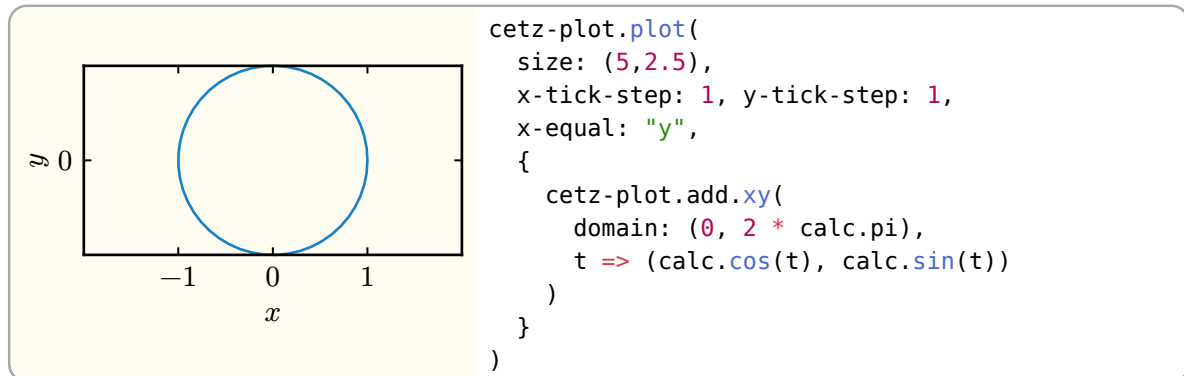 y 0
−1 0 1
x
cetz-plot.plot(
  size: (5,2.5),
  x-tick-step: 1, y-tick-step: 1,
  x-equal: "y",
  {
    cetz-plot.add.xy(
      domain: (0, 2 * calc.pi),
      t => (calc.cos(t), calc.sin(t))
    )
  }
)